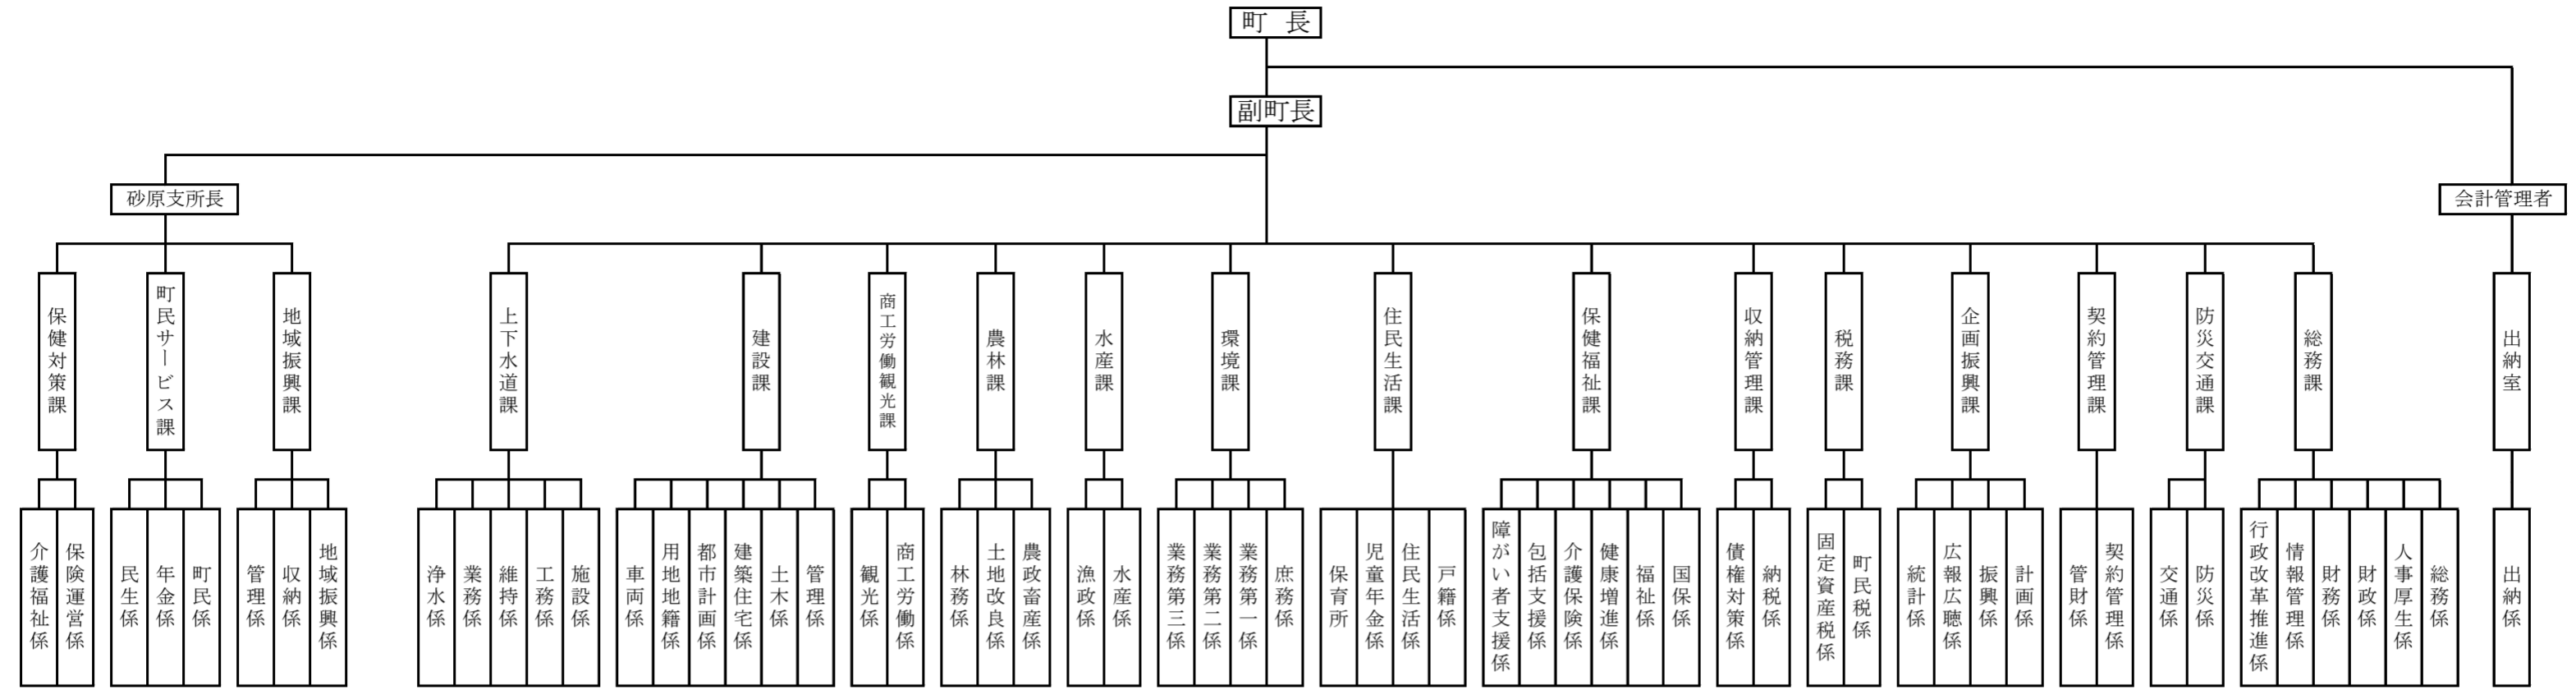 町 長
副町長
砂原支所長
会計管理者
保健対策課
町民サービス課
地域振興課
上下水道課
建設課
商工労働観光課
農林課
水産課
環境課
住民生活課
保健福祉課
収納管理課
税務課
企画振興課
契約管理課
防災交通課
総務課
出納室
介護福祉係
保険運営係
民生係
年金係
町民係
管理係
収納係
地域振興係
浄水係
業務係
維持係
工務係
施設係
車両係
用地地籍係
都市計画係
建築住宅係
土木係
管理係
観光係
商工労働係
林務係
土地改良係
農政畜産係
漁政係
水産係
業務第三係
業務第二係
業務第一係
庶務係
保育所
児童年金係
住民生活係
戸籍係
障がい者支援係
包括支援係
介護保険係
健康増進係
福祉係
国保係
債権対策係
納税係
固定資産税係
町民税係
統計係
広報広聴係
振興係
計画係
管財係
契約管理係
交通係
防災係
行政改革推進係
情報管理係
財務係
財政係
人事厚生係
総務係
出納係